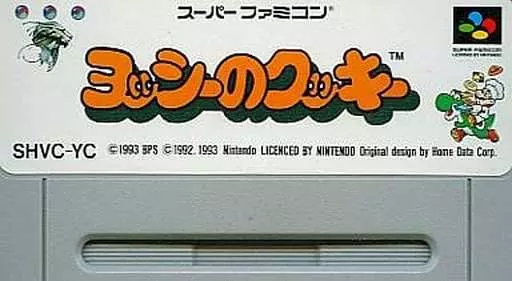 スーパーファミコン®
ヨッシーのクッキー™
SUPER FAMICOM
LICENSED BY NINTENDO
SHVC-YC
©1993 BPS ©1992, 1993 Nintendo LICENCED BY NINTENDO Original design by Home Data Corp.